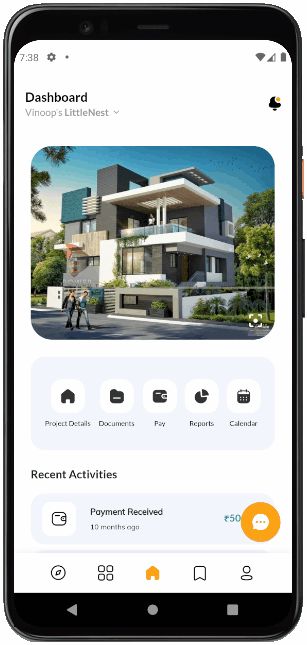 7:38
Dashboard
Vinoop's LittleNest
Project Details
Documents
Pay
Reports
Calendar
Recent Activities
Payment Received
₹50
10 months ago